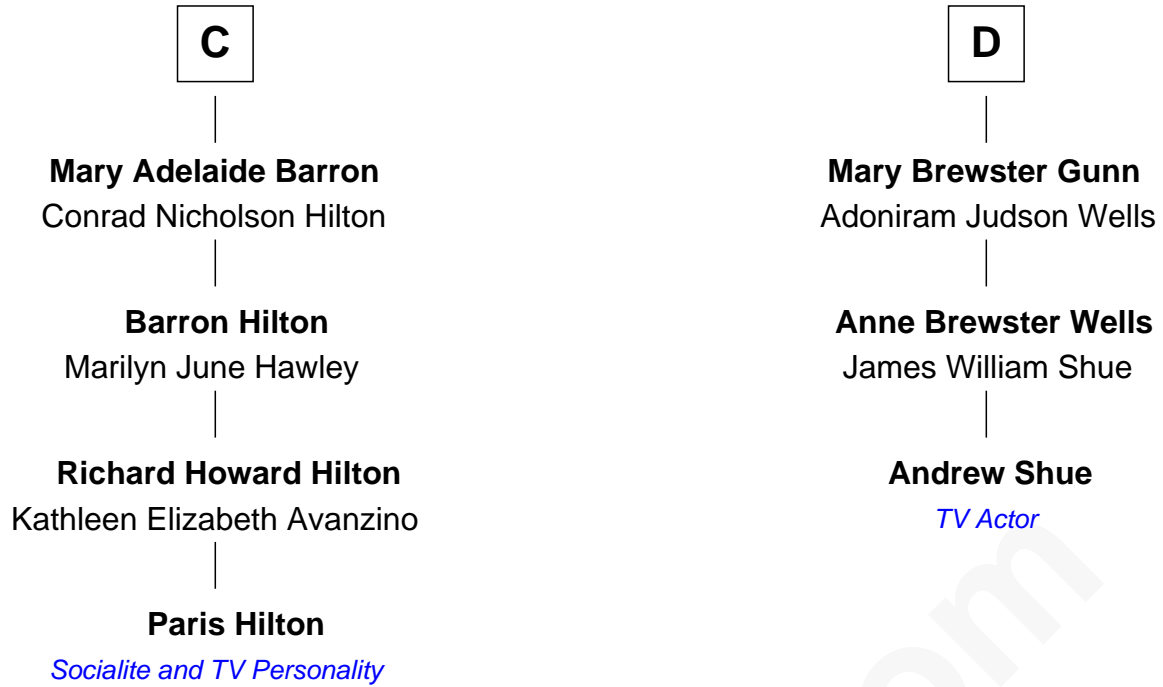 C
Mary Adelaide Barron
Conrad Nicholson Hilton
Barron Hilton
Marilyn June Hawley
Richard Howard Hilton
Kathleen Elizabeth Avanzino
Paris Hilton
Socialite and TV Personality
D
Mary Brewster Gunn
Adoniram Judson Wells
Anne Brewster Wells
James William Shue
Andrew Shue
TV Actor
om